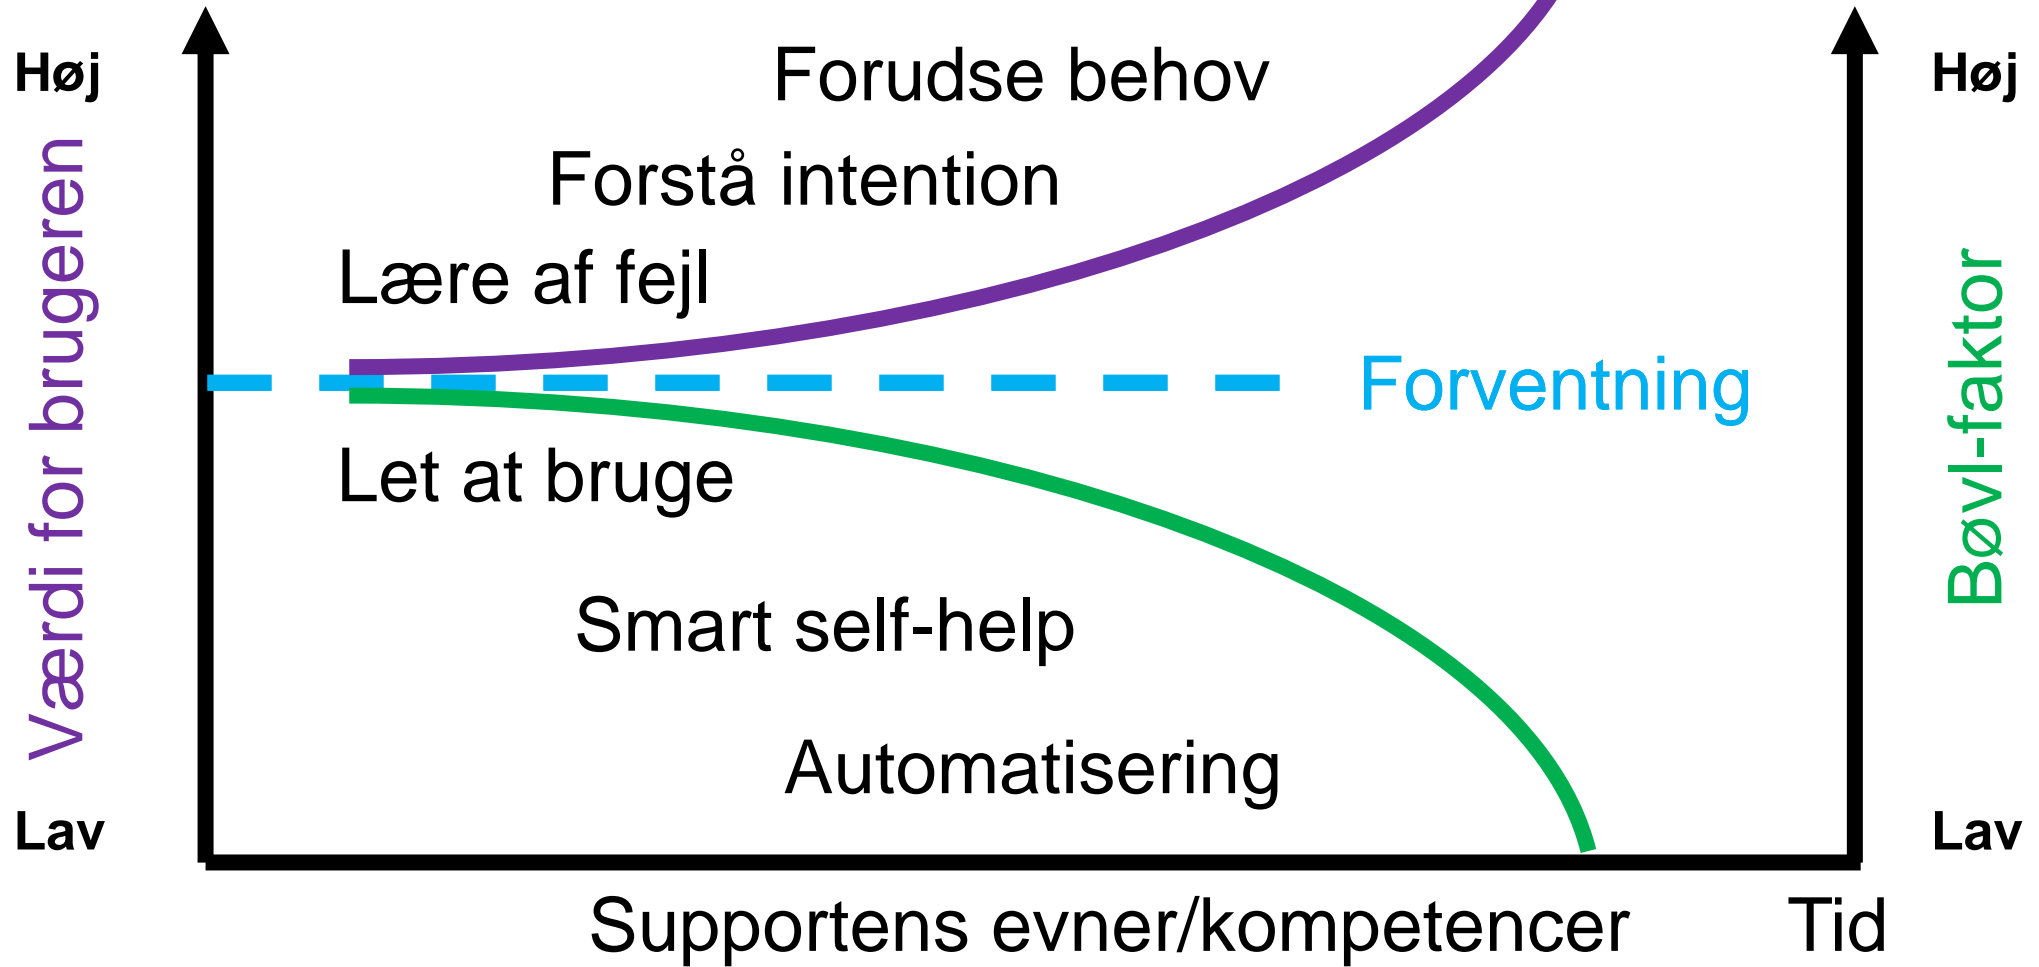 Høj
Værdi for brugeren
Lav
Forudse behov
Forstå intention
Lære af fejl
Forventning
Let at bruge
Smart self-help
Automatisering
Høj
Bøvl-faktor
Lav
Supportens evner/kompetencer
Tid